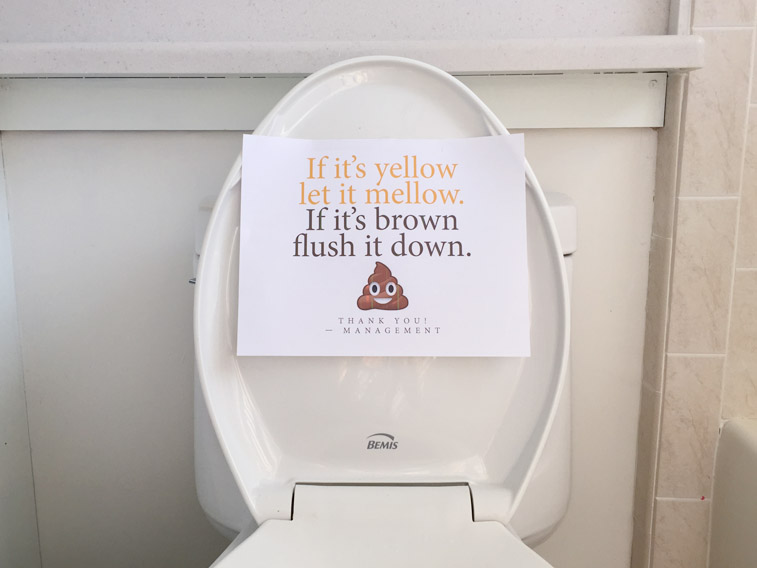 If it's yellow
let it mellow.
If it's brown
flush it down.
THANK YOU!
— MANAGEMENT
BEMIS